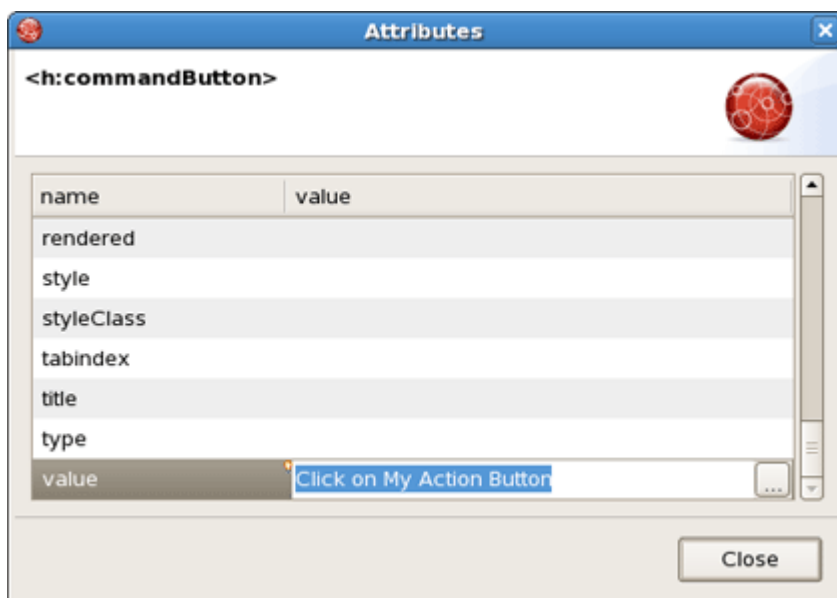 Attributes
<h:commandButton>
name value
rendered
style
styleClass
tabindex
title
type
value Click on My Action Button ...
Close